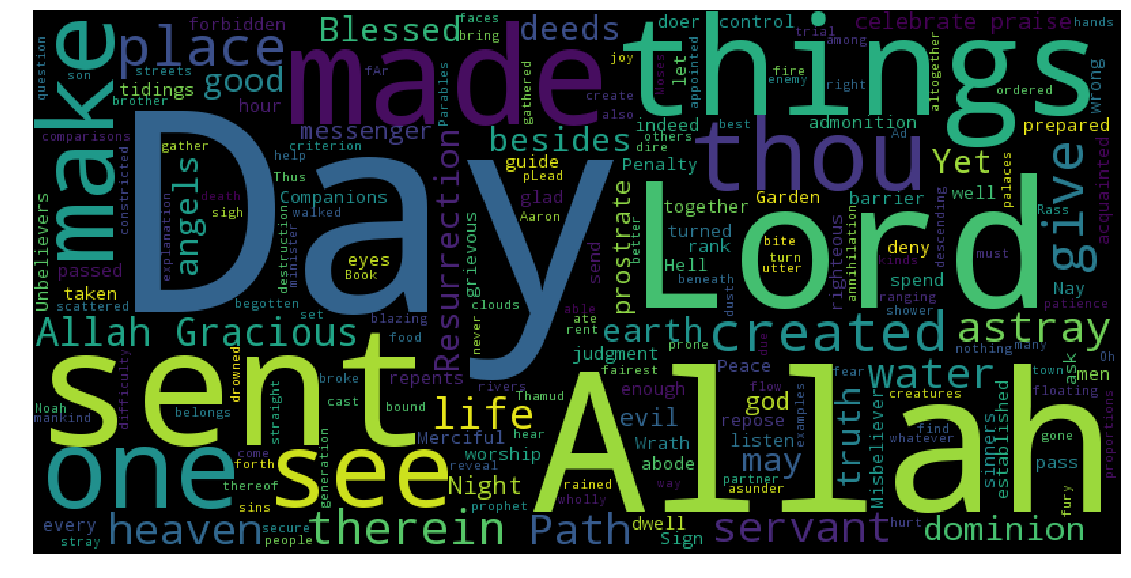 forbidden
faces
bring
doer
control
celebrate praise
hands
question
make
place
Blessed
deeds
made
joy
let
trial
among
things
altogether
wrong
son
streets
tidings
good
fAr
Parables
gathered
appointed
fire
enemy
right
ordered
brother
hour
Moses
create
also
indeed
others
best
admonition
Ad
prepared
comparisons
messenger
besides
dire
thou
palaces
gather
criterion
help
Thus
guide
pLead
Penalty
Yet
give
constricted
angels
death
Companions
glad
Aaron
together
Garden
barrier
well
acquainted
sigh
walked
Day
Lord
Unbelievers
explanation
destruction
minister
eyes
Book
Resurrection
grievous
send
prostrate
better
turned
rank
bite
turn
utter
righteous
annihilation
deny
kinds
descending
must
passed
taken
Hell
beneath
spend
Nay
scattered
begotten
set
clouds
dust
ranging
shower
patience
blazing
never
able
ate
rent
Allah Gracious
food
earth
created
astray
judgment
prone
due
Peace
nothing
many
Oh
sent
broke
repents
rivers
fairest
Thamud
enough
flow
fear
water
town
men
ask
Noah
mankind
difficulty
drowned
cast
bound
life
evil
god
creatures
floating
belongs
straight
Merciful
hear
repose
examples
truth
find
whatever
gone
proportions
one
see
worship
Wrath
listen
may
Misbeliever
sinners
established
pass
come
forth
reveal
abode
partner
thereof
generation
Night
rained
way
asunder
sins
prophet
wholly
Allah
fury
every
stray
heaven
secure
people
therein
Path
dwell
Sign
servant
hurt
dominion